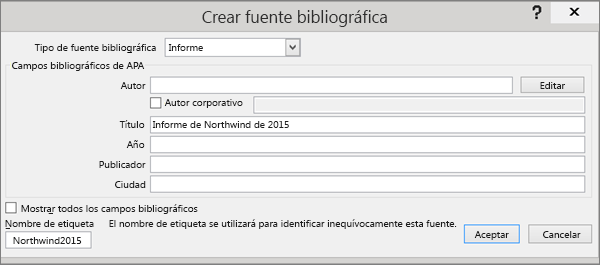 Crear fuente bibliográfica
? ×
Tipo de fuente bibliográfica Informe
Campos bibliográficos de APA
Autor Editar
Autor corporativo
Título Informe de Northwind de 2015
Año
Publicador
Ciudad
Mostrar todos los campos bibliográficos
Nombre de etiqueta El nombre de etiqueta se utilizará para identificar inequívocamente esta fuente.
Northwind2015 Aceptar Cancelar